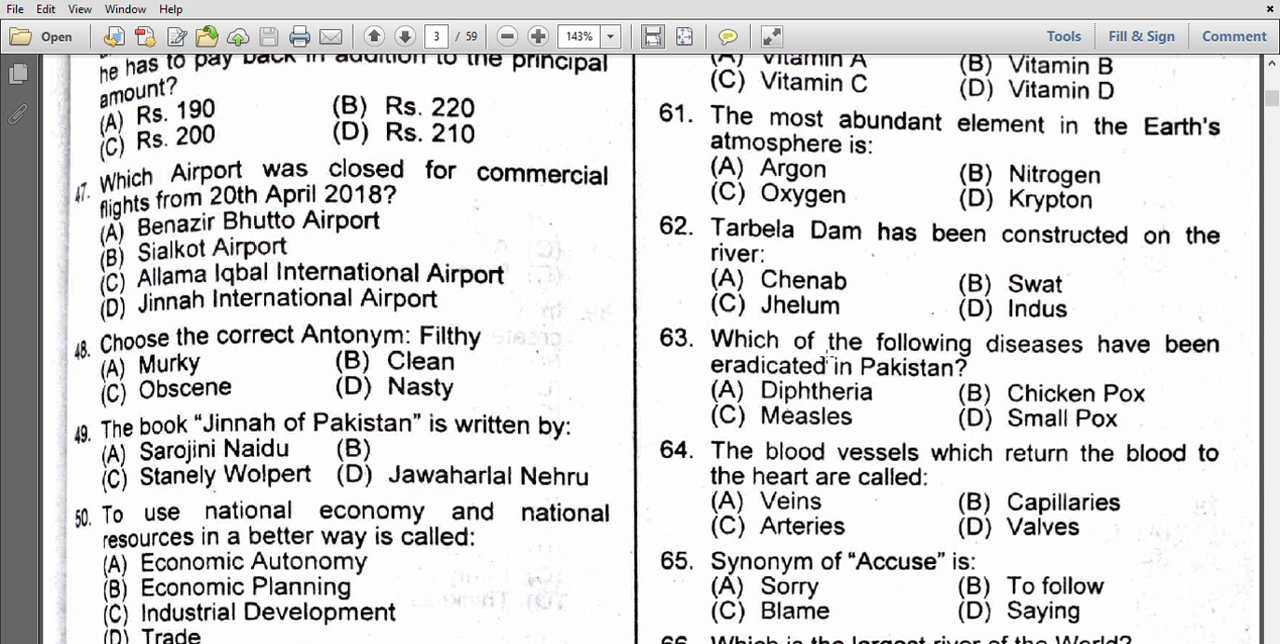 File Edit View Window Help
Open 3 / 59 143% Tools Fill & Sign Comment
he has to pay back in addition to the principal
amount?
(A) Rs. 190 (B) Rs. 220
(C) Rs. 200 (D) Rs. 210
47. Which Airport was closed for commercial
flights from 20th April 2018?
(A) Benazir Bhutto Airport
(B) Sialkot Airport
(C) Allama Iqbal International Airport
(D) Jinnah International Airport
48. Choose the correct Antonym: Filthy
(A) Murky (B) Clean
(C) Obscene (D) Nasty
49. The book “Jinnah of Pakistan” is written by:
(A) Sarojini Naidu (B)
(C) Stanely Wolpert (D) Jawaharlal Nehru
50. To use national economy and national
resources in a better way is called:
(A) Economic Autonomy
(B) Economic Planning
(C) Industrial Development
(D) Trade
(A) Vitamin A (B) Vitamin B
(C) Vitamin C (D) Vitamin D
61. The most abundant element in the Earth's
atmosphere is:
(A) Argon (B) Nitrogen
(C) Oxygen (D) Krypton
62. Tarbela Dam has been constructed on the
river:
(A) Chenab (B) Swat
(C) Jhelum (D) Indus
63. Which of the following diseases have been
eradicated in Pakistan?
(A) Diphtheria (B) Chicken Pox
(C) Measles (D) Small Pox
64. The blood vessels which return the blood to
the heart are called:
(A) Veins (B) Capillaries
(C) Arteries (D) Valves
65. Synonym of “Accuse” is:
(A) Sorry (B) To follow
(C) Blame (D) Saying
66. Which is the largest river of the World?